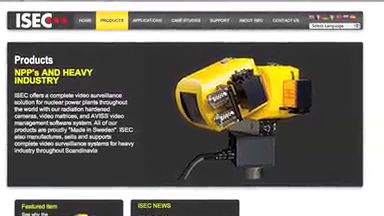 ISEC
HOME PRODUCTS APPLICATIONS CASE STUDIES SUPPORT ABOUT ISEC CONTACT US
Select Language
Products
NPP's AND HEAVY
INDUSTRY
ISEC offers a complete video surveillance
solution for nuclear power plants throughout
the world with our radiation hardened
cameras, video matrices, and AVISS video
management software system. All of our
products are proudly "Made in Sweden". ISEC
also manufactures, sells and supports
complete video surveillance systems for heavy
industry throughout Scandinavia
Featured Item
ISEC NEWS